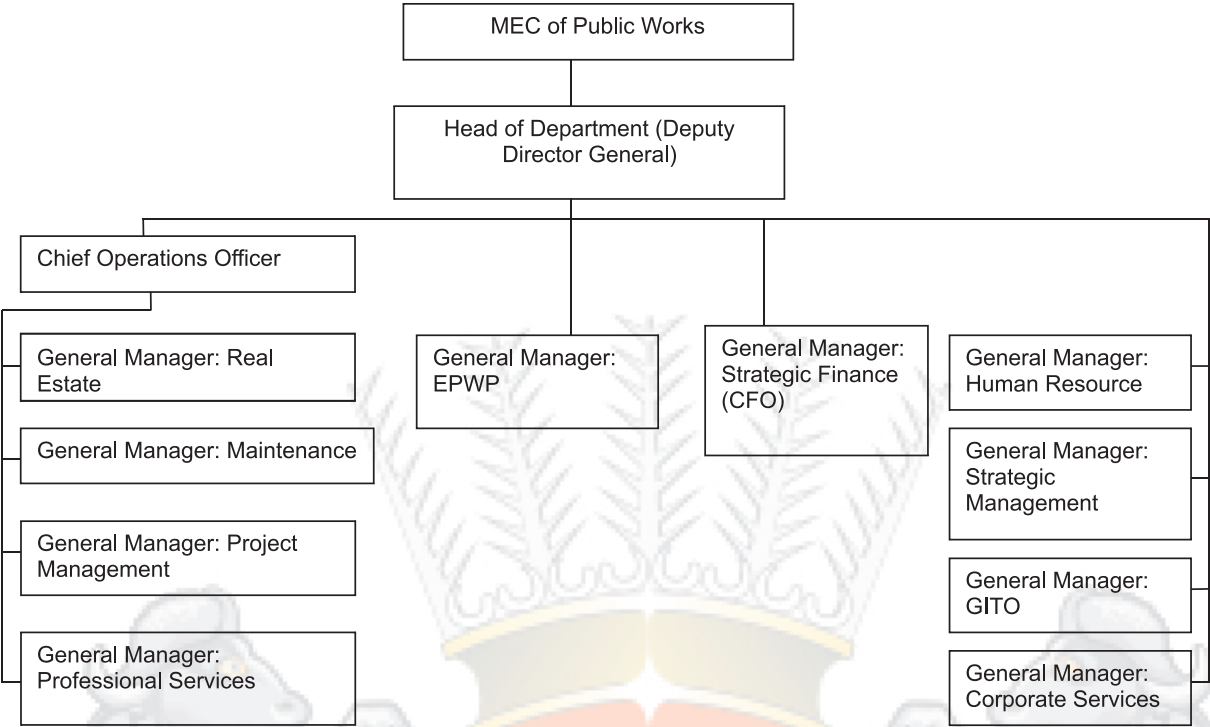 MEC of Public Works
Head of Department (Deputy
Director General)
Chief Operations Officer
General Manager: Real
Estate
General Manager: Maintenance
General Manager: Project
Management
General Manager:
Professional Services
General Manager:
EPWP
General Manager:
Strategic Finance
(CFO)
General Manager:
Human Resource
General Manager:
Strategic
Management
General Manager:
GITO
General Manager:
Corporate Services